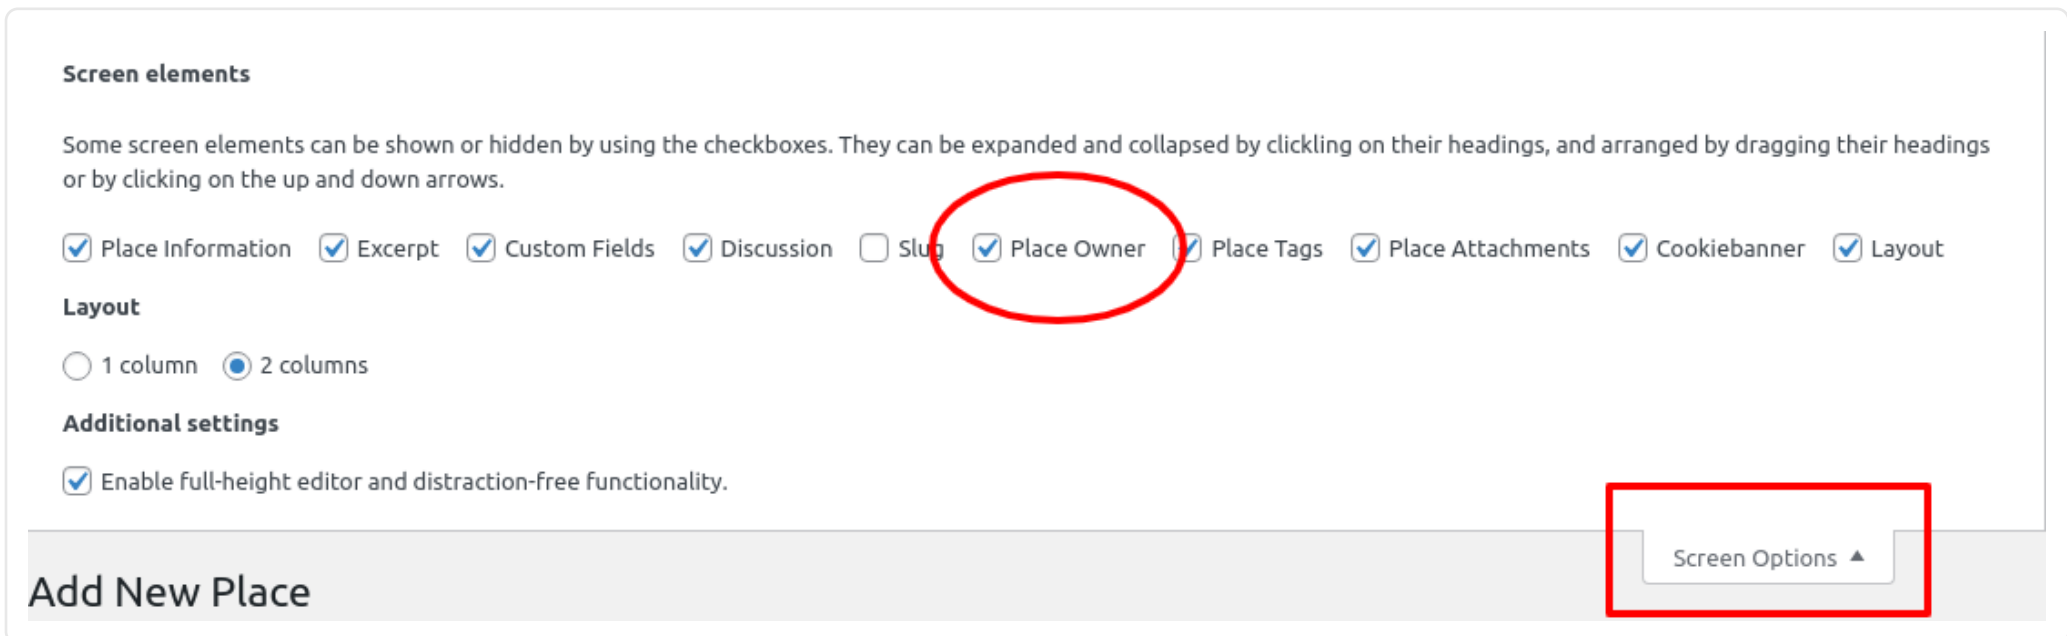 Screen elements
Some screen elements can be shown or hidden by using the checkboxes. They can be expanded and collapsed by clickling on their headings, and arranged by dragging their headings
or by clicking on the up and down arrows.
Place Information Excerpt Custom Fields Discussion Slug Place Owner Place Tags Place Attachments Cookiebanner Layout
Layout
1 column 2 columns
Additional settings
Enable full-height editor and distraction-free functionality.
Screen Options
Add New Place